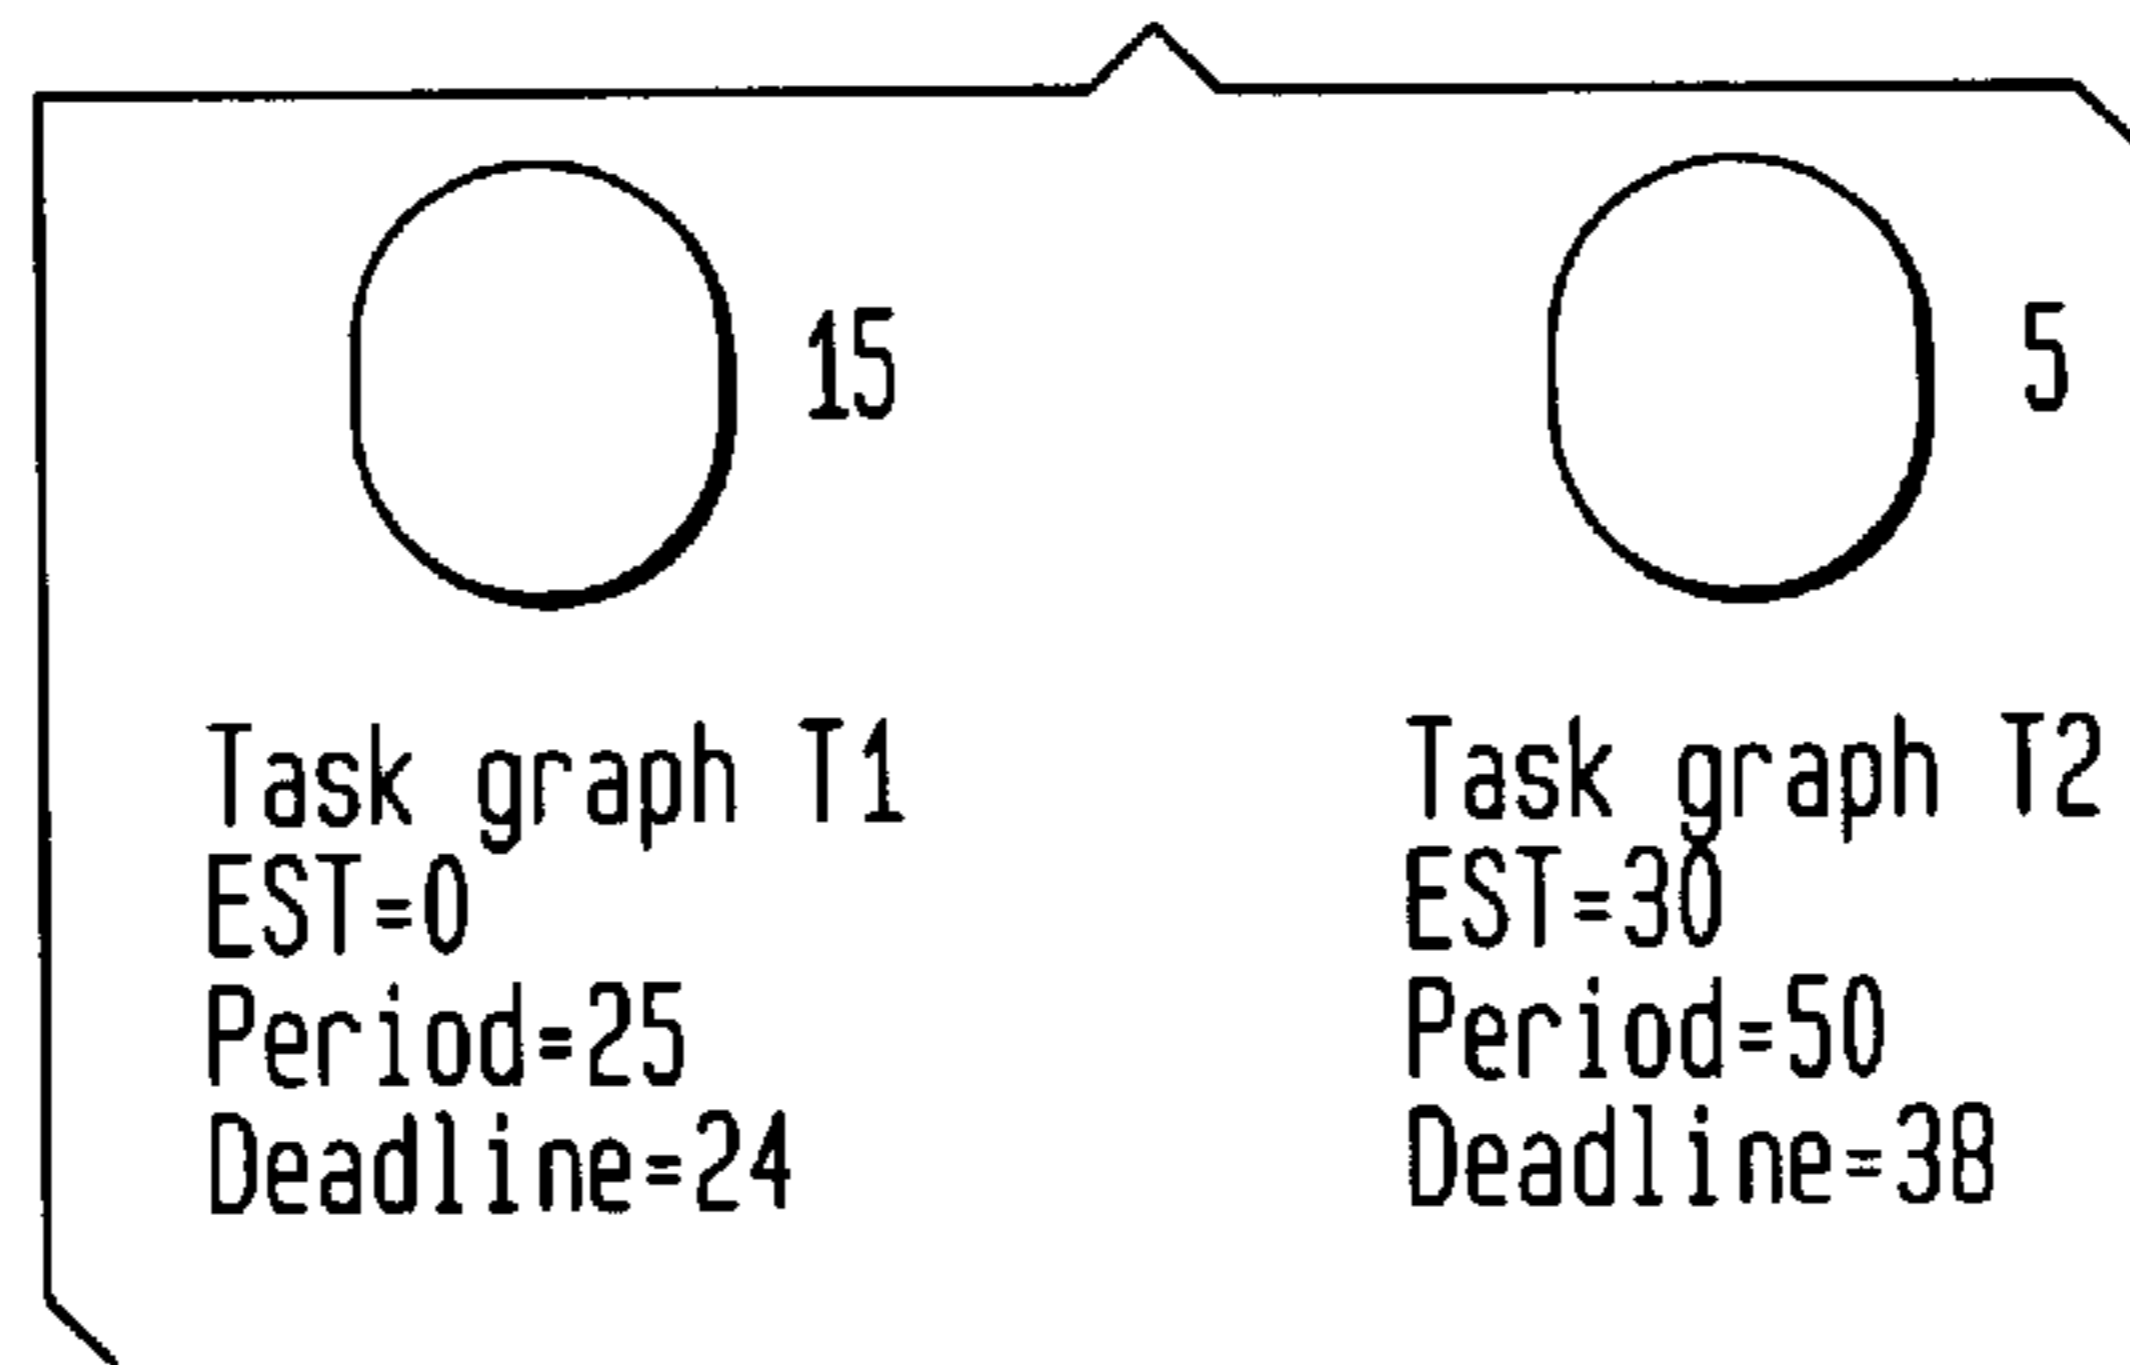 15
5
Task graph T1
EST=0
Period=25
Deadline=24
Task graph T2
EST=30
Period=50
Deadline=38